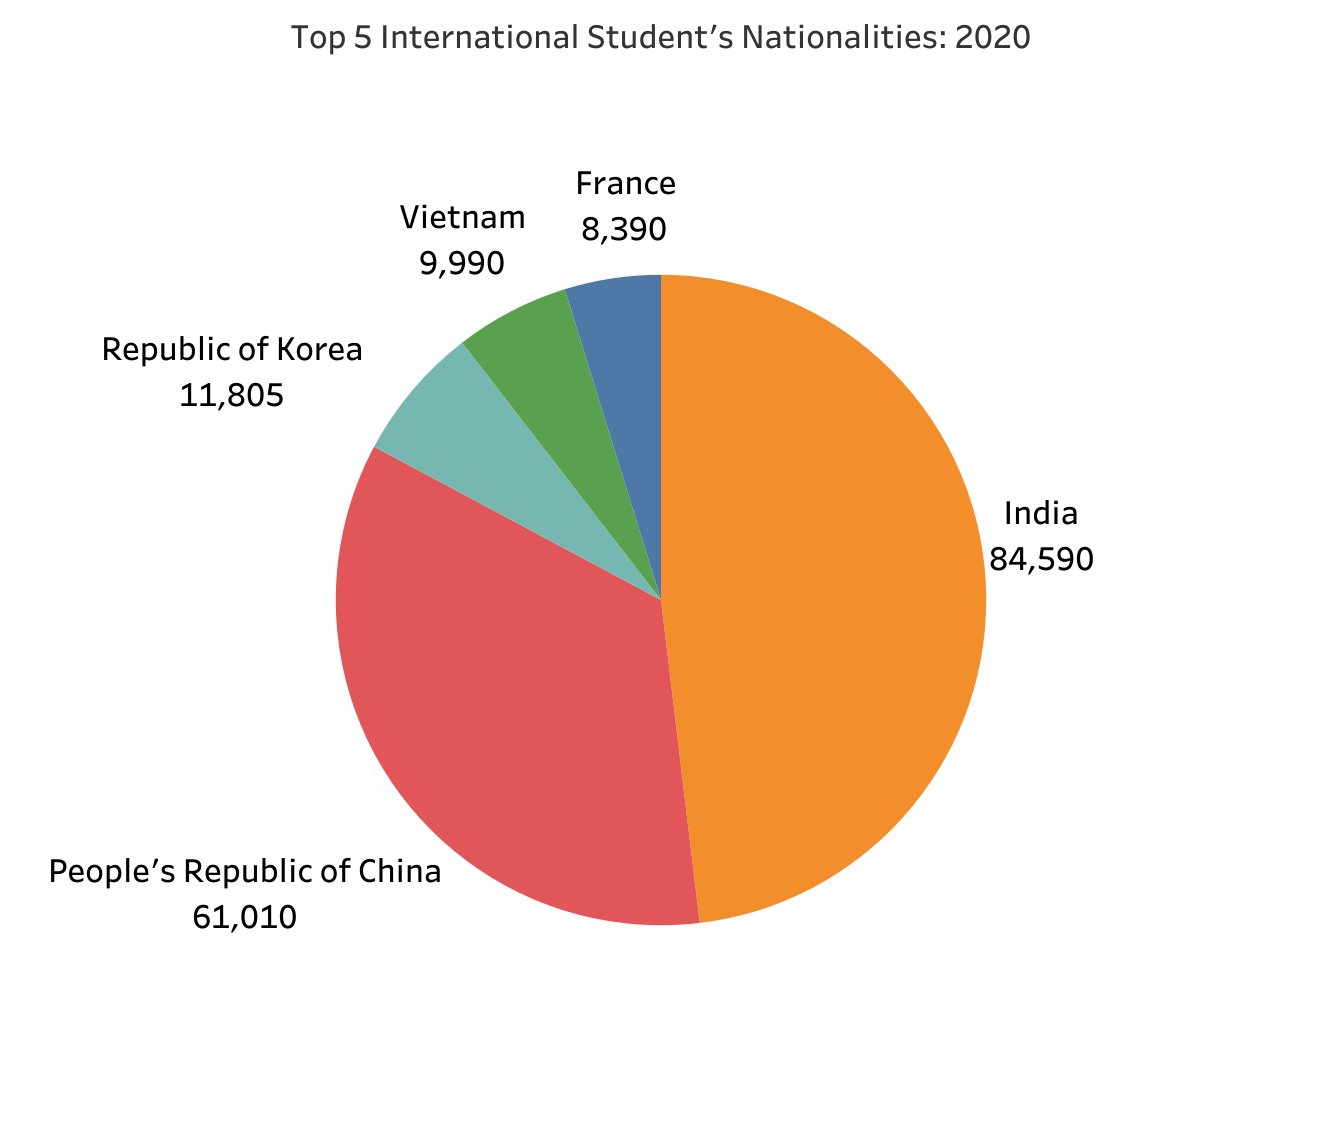 Top 5 International Student’s Nationalities: 2020
France
8,390
Vietnam
9,990
Republic of Korea
11,805
India
84,590
People’s Republic of China
61,010